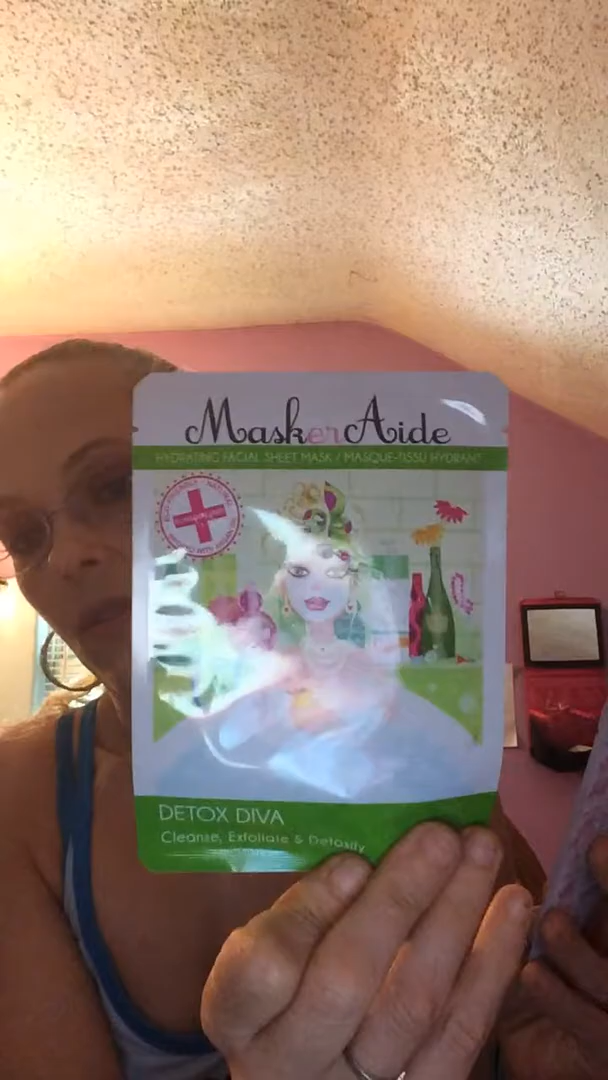 MaskerAide
HYDRATING FACIAL SHEET MASK / MASQUE-TISSU HYDRANT
DETOX DIVA
Cleanse, Exfoliate & Detoxify